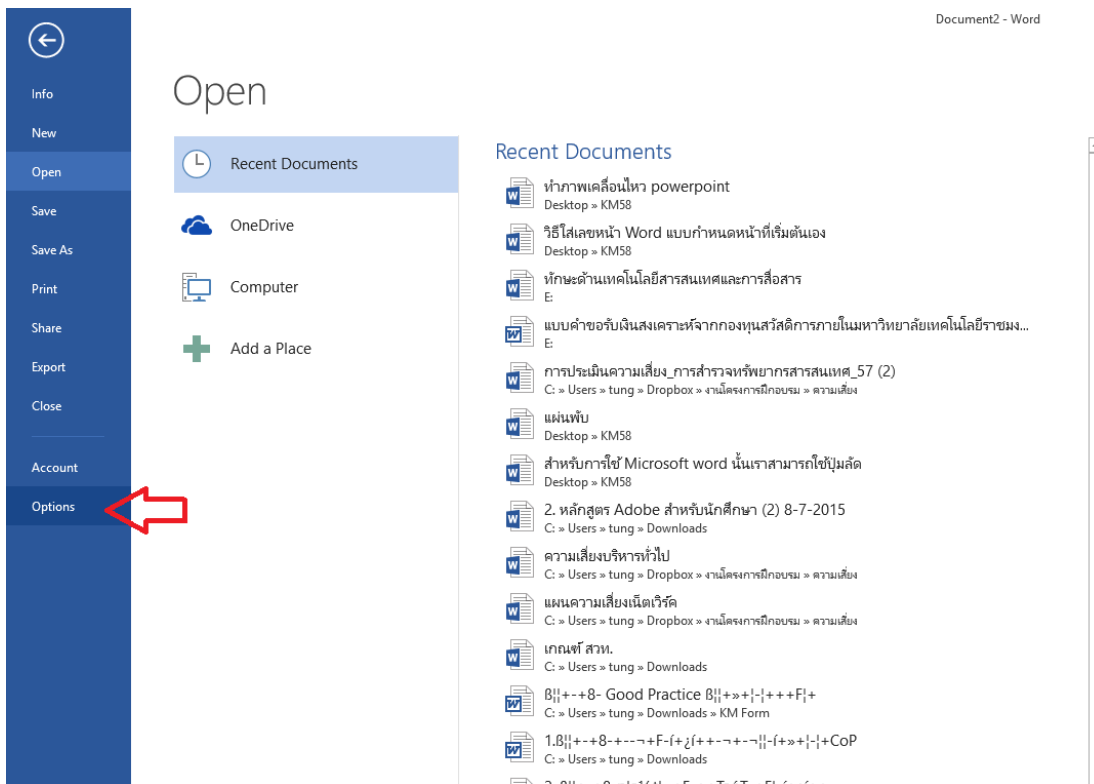 Document2 - Word
Info
New
Open
Save
Save As
Print
Share
Export
Close
Account
Options
Open
Recent Documents
OneDrive
Computer
Add a Place
Recent Documents
ทำภาพเคลื่อนไหว powerpoint
Desktop » KM58
วิธีใส่เลขหน้า Word แบบกำหนดหน้าที่เริ่มต้นเอง
Desktop » KM58
ทักษะด้านเทคโนโลยีสารสนเทศและการสื่อสาร
E:
แบบคำขอรับเงินสงเคราะห์จากกองทุนสวัสดิการภายในมหาวิทยาลัยเทคโนโลยีราชมง...
E:
การประเมินความเสี่ยง_การสำรวจทรัพยากรสารสนเทศ_57 (2)
C: » Users » tung » Dropbox » งานโครงการฝึกอบรม » ความเสี่ยง
แผ่นพับ
Desktop » KM58
สำหรับการใช้ Microsoft word นั้นเราสามารถใช้ปุ่มลัด
Desktop » KM58
2. หลักสูตร Adobe สำหรับนักศึกษา (2) 8-7-2015
C: » Users » tung » Downloads
ความเสี่ยงบริหารทั่วไป
C: » Users » tung » Dropbox » งานโครงการฝึกอบรม » ความเสี่ยง
แผนความเสี่ยงเน็ตเวิร์ค
C: » Users » tung » Dropbox » งานโครงการฝึกอบรม » ความเสี่ยง
เกณฑ์ สวท.
C: » Users » tung » Downloads
ß¦¦+-+8- Good Practice ß¦¦+»+¦-¦+++F¦+
C: » Users » tung » Downloads » KM Form
1.ß¦¦+-+8-+--¬+F-í+¿í++-¬+-¬¦¦-í+»+¦-¦+CoP
C: » Users » tung » Downloads